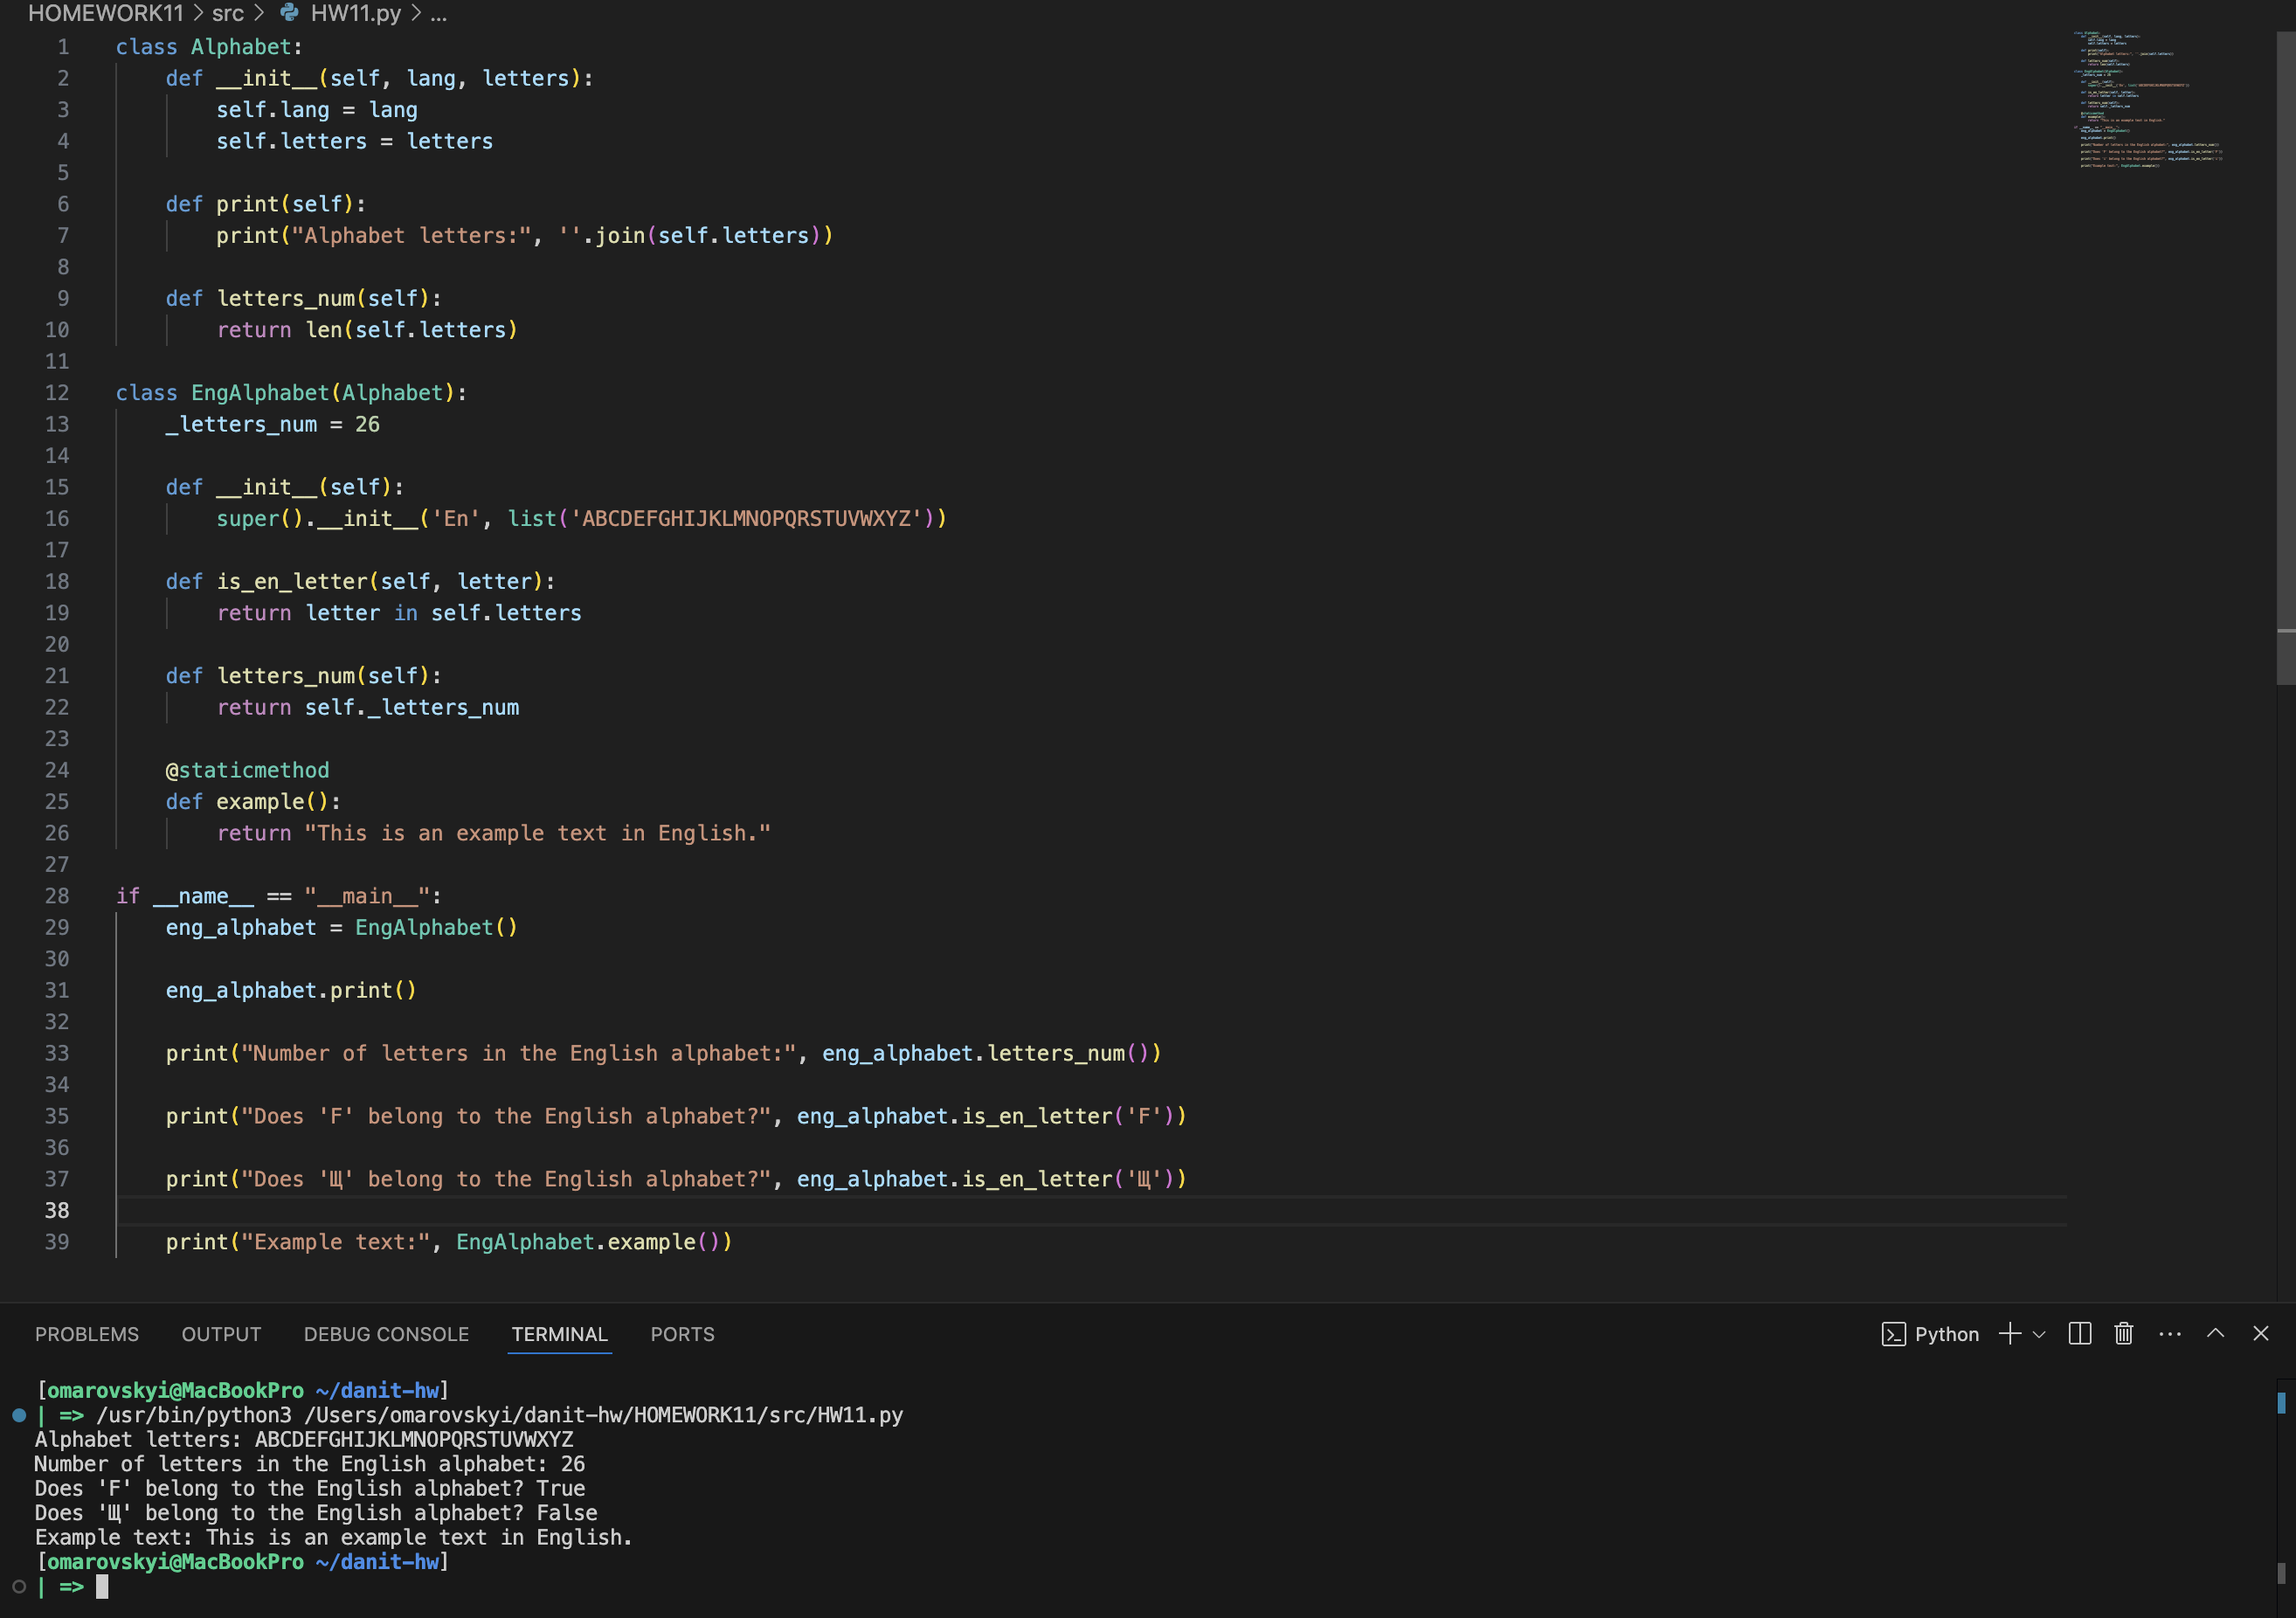 HOMEWORK11 > src > HW11.py > ...
1 class Alphabet:
2     def __init__(self, lang, letters):
3         self.lang = lang
4         self.letters = letters
5
6     def print(self):
7         print("Alphabet letters:", ''.join(self.letters))
8
9     def letters_num(self):
10         return len(self.letters)
11
12 class EngAlphabet(Alphabet):
13     _letters_num = 26
14
15     def __init__(self):
16         super().__init__('En', list('ABCDEFGHIJKLMNOPQRSTUVWXYZ'))
17
18     def is_en_letter(self, letter):
19         return letter in self.letters
20
21     def letters_num(self):
22         return self._letters_num
23
24     @staticmethod
25     def example():
26         return "This is an example text in English."
27
28 if __name__ == "__main__":
29     eng_alphabet = EngAlphabet()
30
31     eng_alphabet.print()
32
33     print("Number of letters in the English alphabet:", eng_alphabet.letters_num())
34
35     print("Does 'F' belong to the English alphabet?", eng_alphabet.is_en_letter('F'))
36
37     print("Does 'Щ' belong to the English alphabet?", eng_alphabet.is_en_letter('Щ'))
38
39     print("Example text:", EngAlphabet.example())
PROBLEMS OUTPUT DEBUG CONSOLE TERMINAL PORTS Python
[omarovskyi@MacBookPro ~/danit-hw]
| => /usr/bin/python3 /Users/omarovskyi/danit-hw/HOMEWORK11/src/HW11.py
Alphabet letters: ABCDEFGHIJKLMNOPQRSTUVWXYZ
Number of letters in the English alphabet: 26
Does 'F' belong to the English alphabet? True
Does 'Щ' belong to the English alphabet? False
Example text: This is an example text in English.
[omarovskyi@MacBookPro ~/danit-hw]
| =>